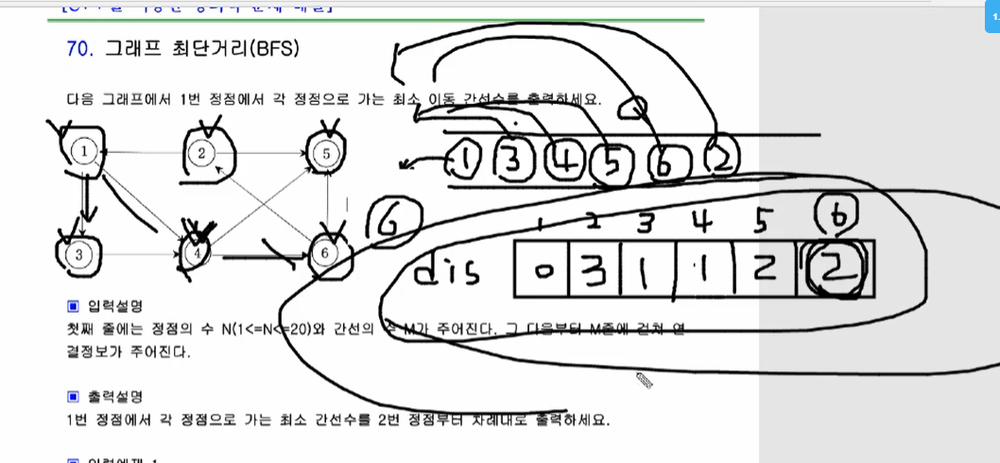 70. 그래프 최단거리(BFS)
다음 그래프에서 1번 정점에서 각 정점으로 가는 최소 이동 간선수를 출력하세요.
1 3 4 5 6 2
1 2 5
6
1 2 3 4 5 6
3 4 6
dis 0 3 1 1 2 2
입력설명
첫째 줄에는 정점의 수 N(1<=N<=20)와 간선의 수 M가 주어진다. 그 다음부터 M줄에 걸쳐 연
결정보가 주어진다.
출력설명
1번 정점에서 각 정점으로 가는 최소 간선수를 2번 정점부터 차례대로 출력하세요.